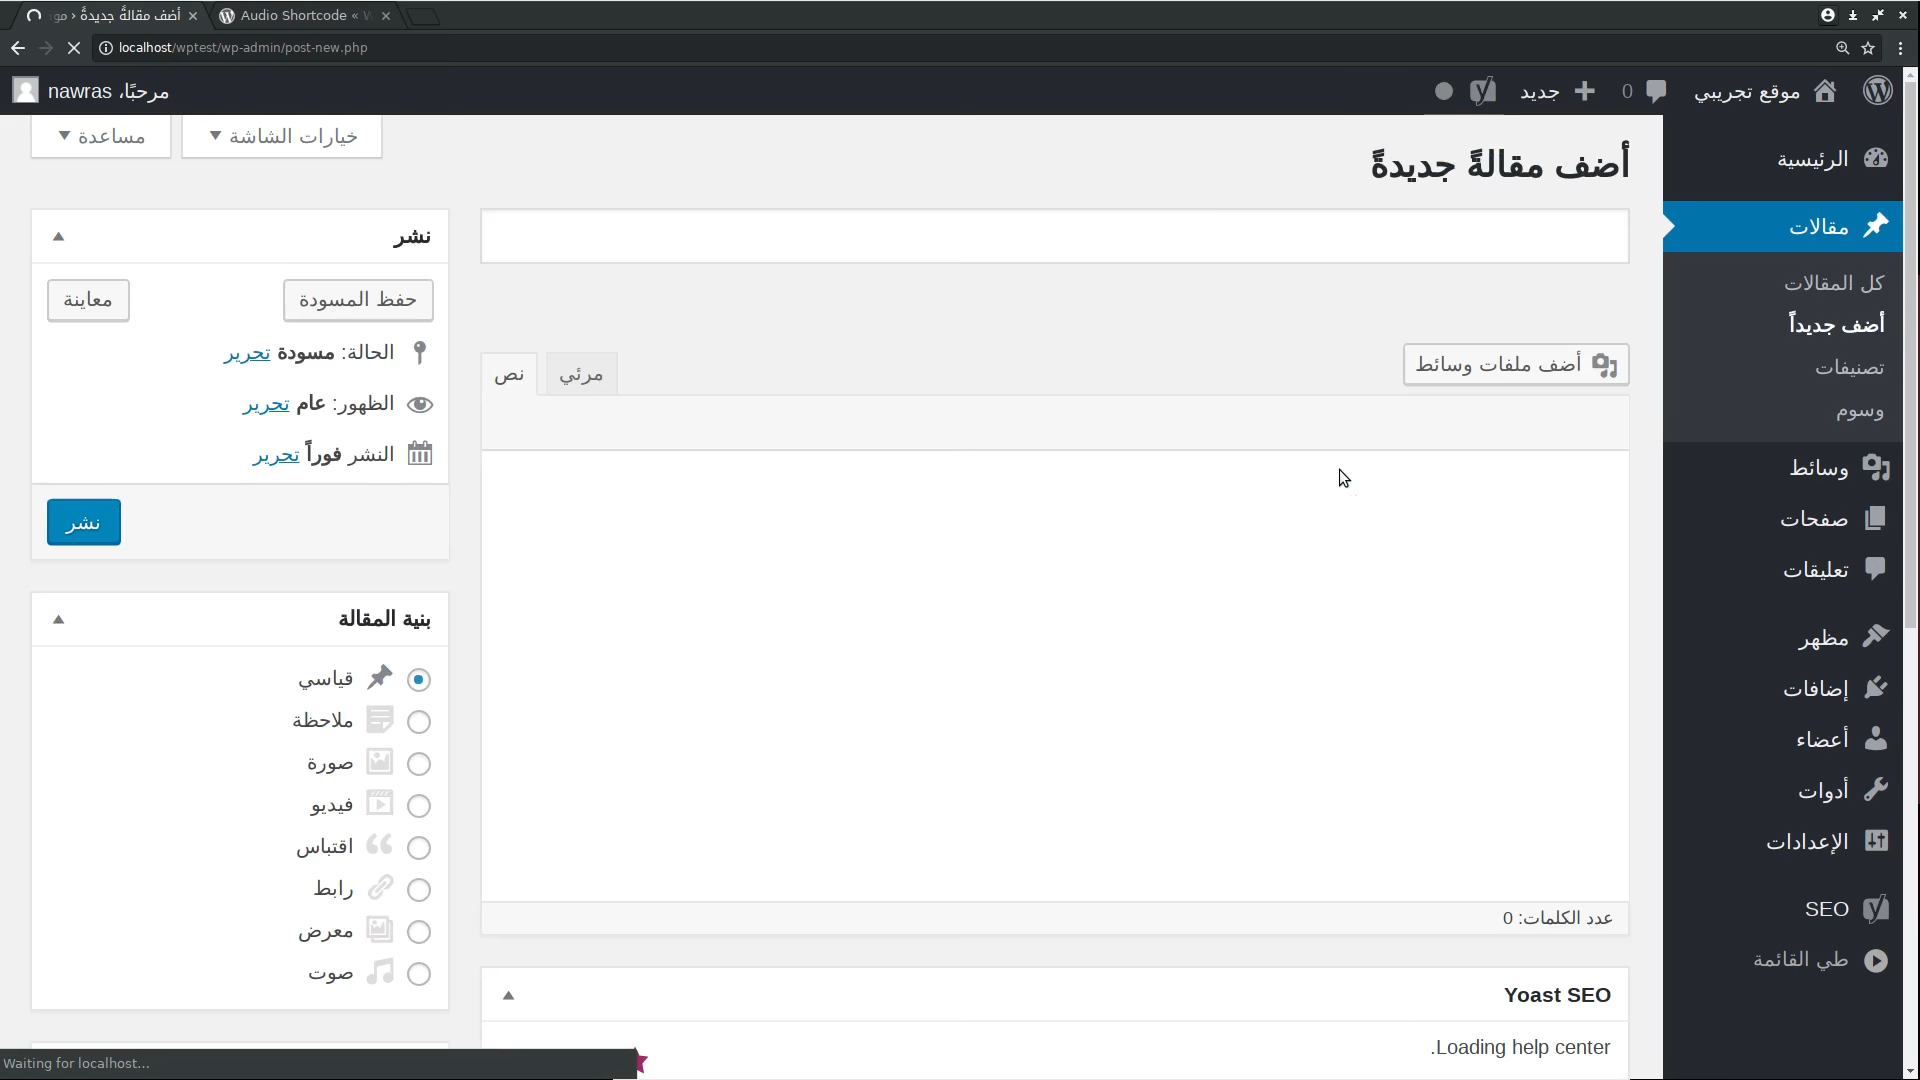 أضف مقالةً جديدةً ‹
Audio Shortcode «
localhost/wptest/wp-admin/post-new.php
موقع تجريبي
0
جديد
مرحبًا، nawras
الرئيسية
مقالات
كل المقالات
أضف جديداً
تصنيفات
وسوم
وسائط
صفحات
تعليقات
مظهر
إضافات
أعضاء
أدوات
الإعدادات
SEO
طي القائمة
خيارات الشاشة
مساعدة
أضف مقالةً جديدةً
أضف ملفات وسائط
مرئي
نص
عدد الكلمات: 0
Yoast SEO
Loading help center.
نشر
حفظ المسودة
معاينة
الحالة: مسودة تحرير
الظهور: عام تحرير
النشر فوراً تحرير
نشر
بنية المقالة
قياسي
ملاحظة
صورة
فيديو
اقتباس
رابط
معرض
صوت
Waiting for localhost...